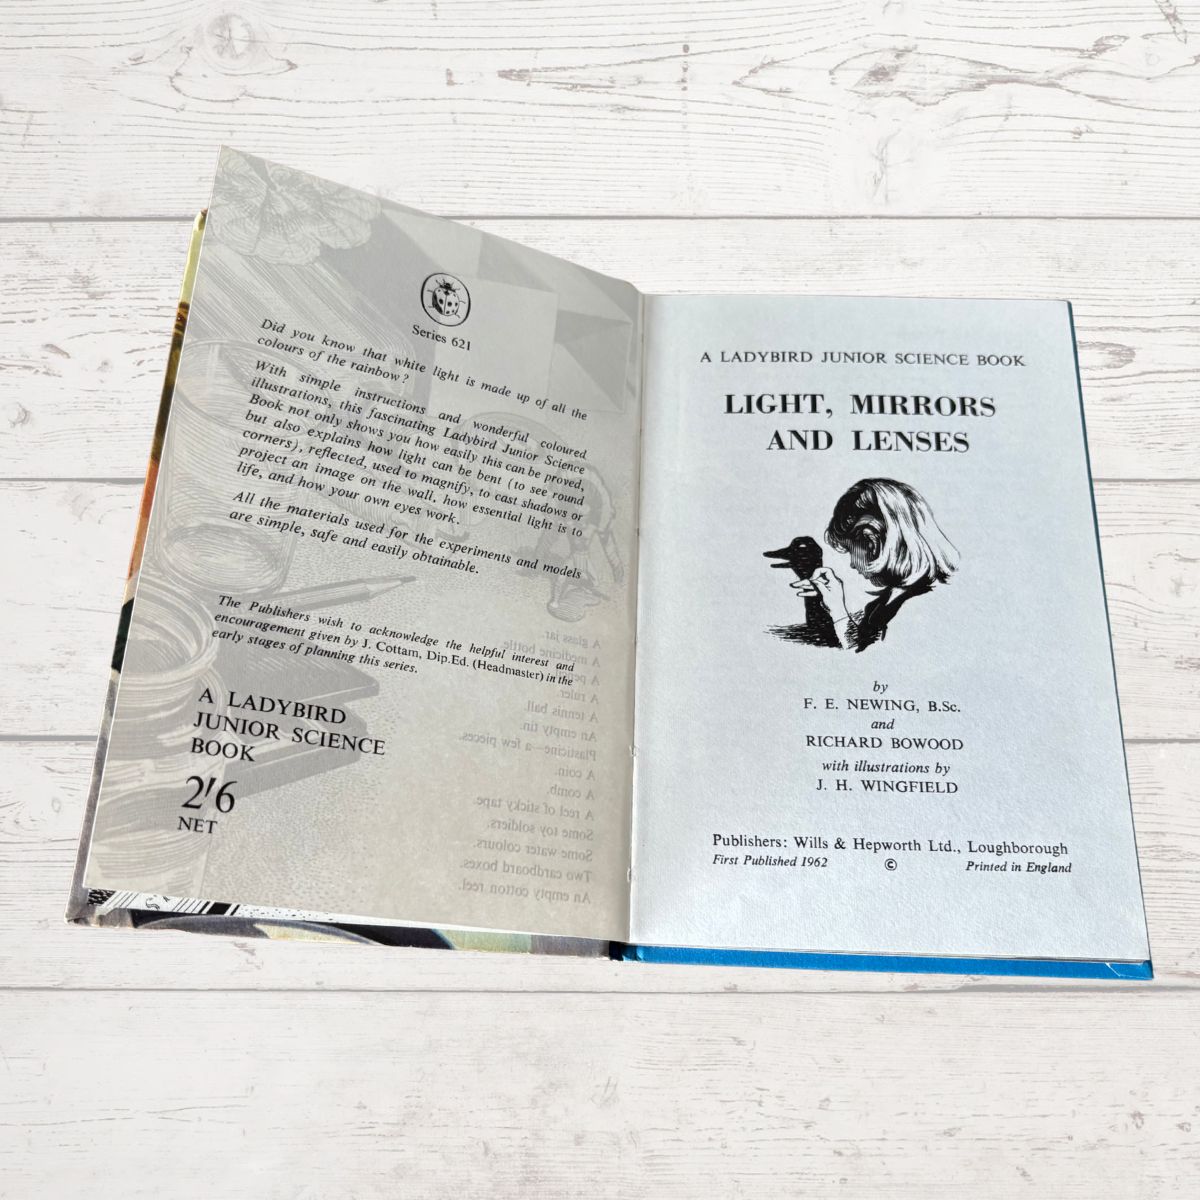 Series 621
Did you know that white light is made up of all the
colours of the rainbow?
With simple instructions and wonderful coloured
illustrations, this fascinating Ladybird Junior Science
Book not only shows you how easily this can be proved,
but also explains how light can be bent (to see round
corners), reflected, used to magnify, to cast shadows or
project an image on the wall, how essential light is to
life, and how your own eyes work.
All the materials used for the experiments and models
are simple, safe and easily obtainable.
The Publishers wish to acknowledge the helpful interest and
encouragement given by J. Cottam, Dip.Ed. (Headmaster) in the
early stages of planning this series.
A LADYBIRD
JUNIOR SCIENCE
BOOK
2'6
NET
A glass jar.
A medicine bottle
A ruler.
A tennis ball.
An empty tin.
Plasticine—a few pieces.
A coin.
A comb.
A reel of sticky tape.
Some toy soldiers.
Some water colours.
Two cardboard boxes.
An empty cotton reel.
A LADYBIRD JUNIOR SCIENCE BOOK
LIGHT, MIRRORS
AND LENSES
by
F. E. NEWING, B.Sc.
and
RICHARD BOWOOD
with illustrations by
J. H. WINGFIELD
Publishers: Wills & Hepworth Ltd., Loughborough
First Published 1962 © Printed in England